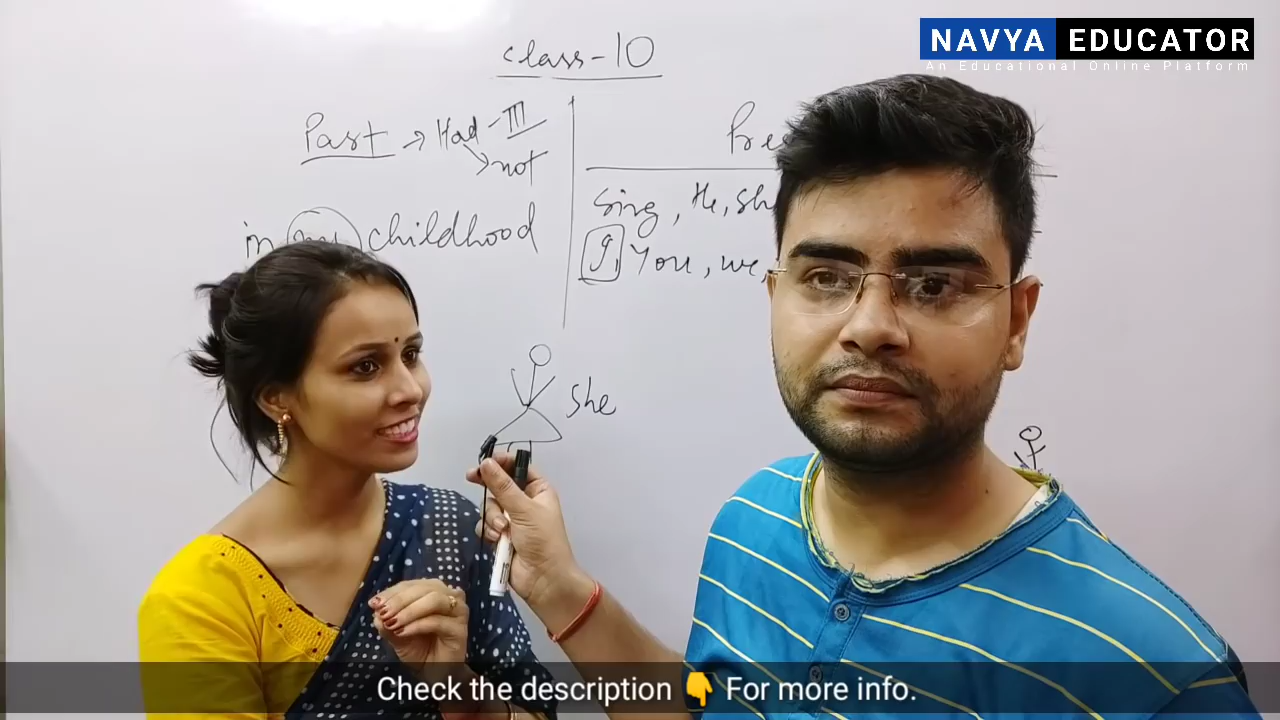 NAVYA EDUCATOR
An Educational Online Platform
class-10
Past → Had - III
→ not
in my childhood
Sing, He, Sh
I, You, we,
She
Check the description 👇 For more info.